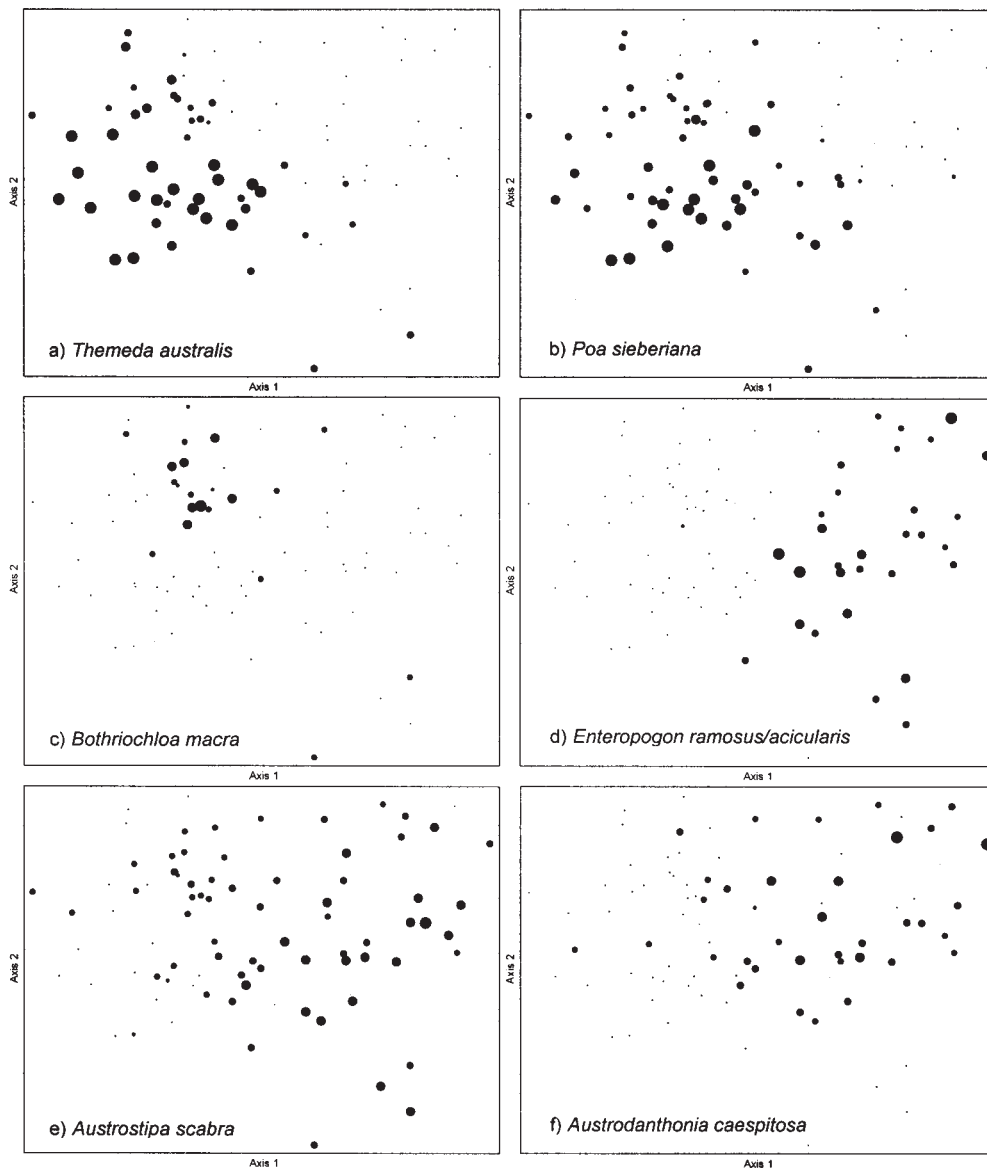 Axis 2
a) Themeda australis
Axis 1
Axis 2
b) Poa sieberiana
Axis 1
Axis 2
c) Bothriochloa macra
Axis 1
Axis 2
d) Enteropogon ramosus/acicularis
Axis 1
Axis 2
e) Austrostipa scabra
Axis 1
Axis 2
f) Austrodanthonia caespitosa
Axis 1